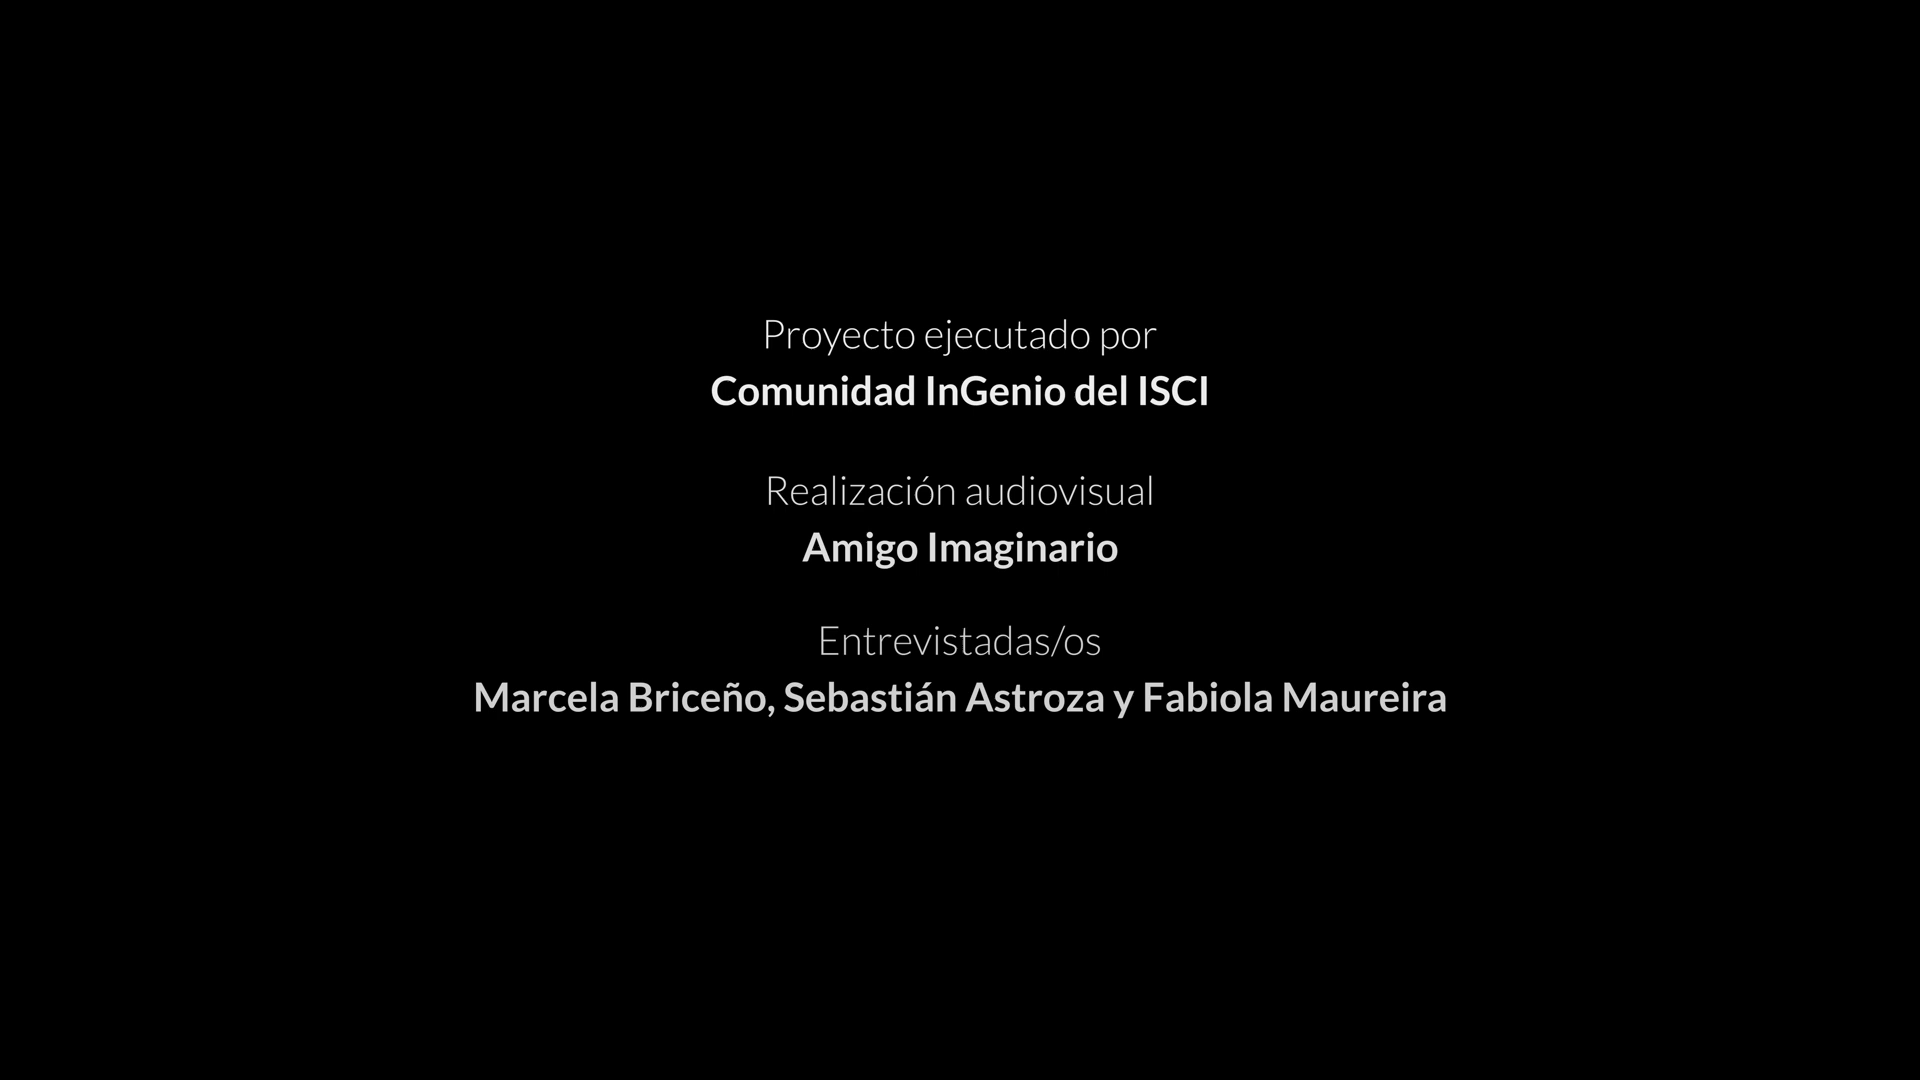 Proyecto ejecutado por
Comunidad InGenio del ISCI
Realización audiovisual
Amigo Imaginario
Entrevistadas/os
Marcela Briceño, Sebastián Astroza y Fabiola Maureira